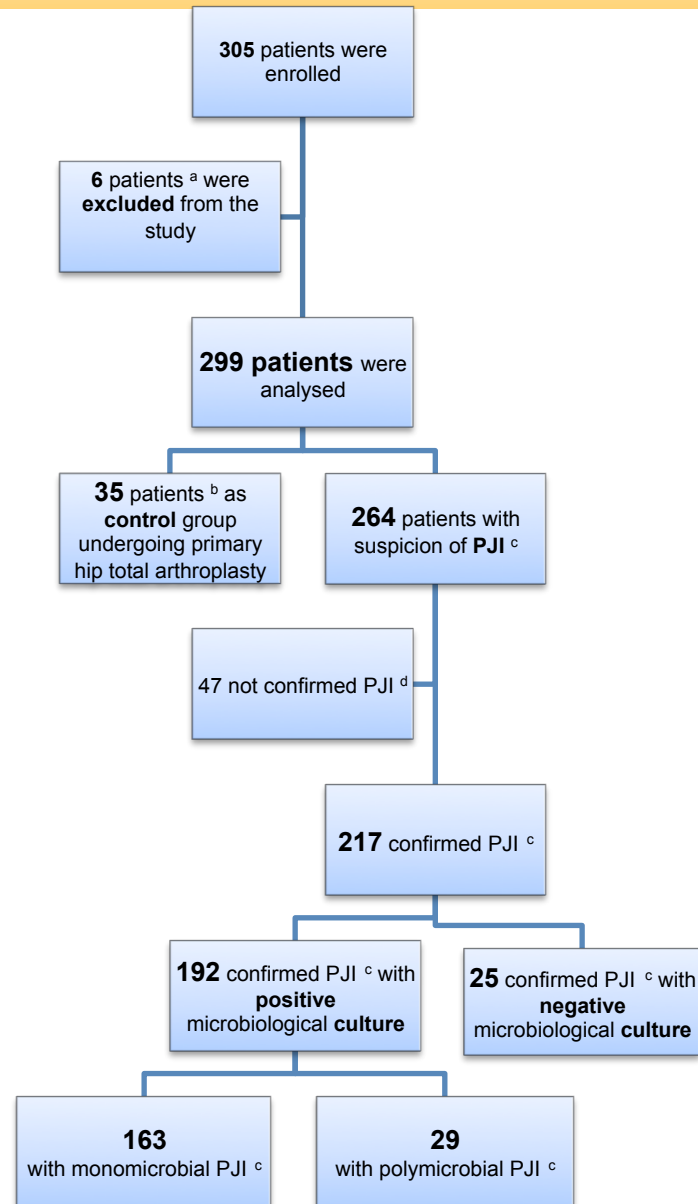 305 patients were
enrolled
6 patients ᵃ were
excluded from the
study
299 patients were
analysed
35 patients ᵇ as
control group
undergoing primary
hip total arthroplasty
264 patients with
suspicion of PJI ᶜ
47 not confirmed PJI ᵈ
217 confirmed PJI ᶜ
192 confirmed PJI ᶜ with
positive
microbiological culture
25 confirmed PJI ᶜ with
negative
microbiological culture
163
with monomicrobial PJI ᶜ
29
with polymicrobial PJI ᶜ